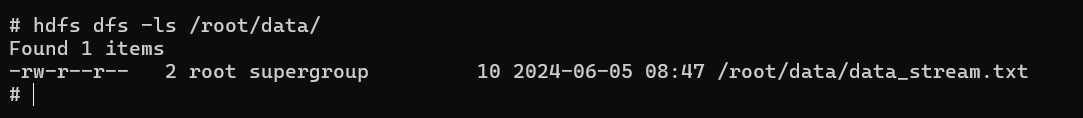 # hdfs dfs -ls /root/data/
Found 1 items
-rw-r--r--   2 root supergroup         10 2024-06-05 08:47 /root/data/data_stream.txt
#